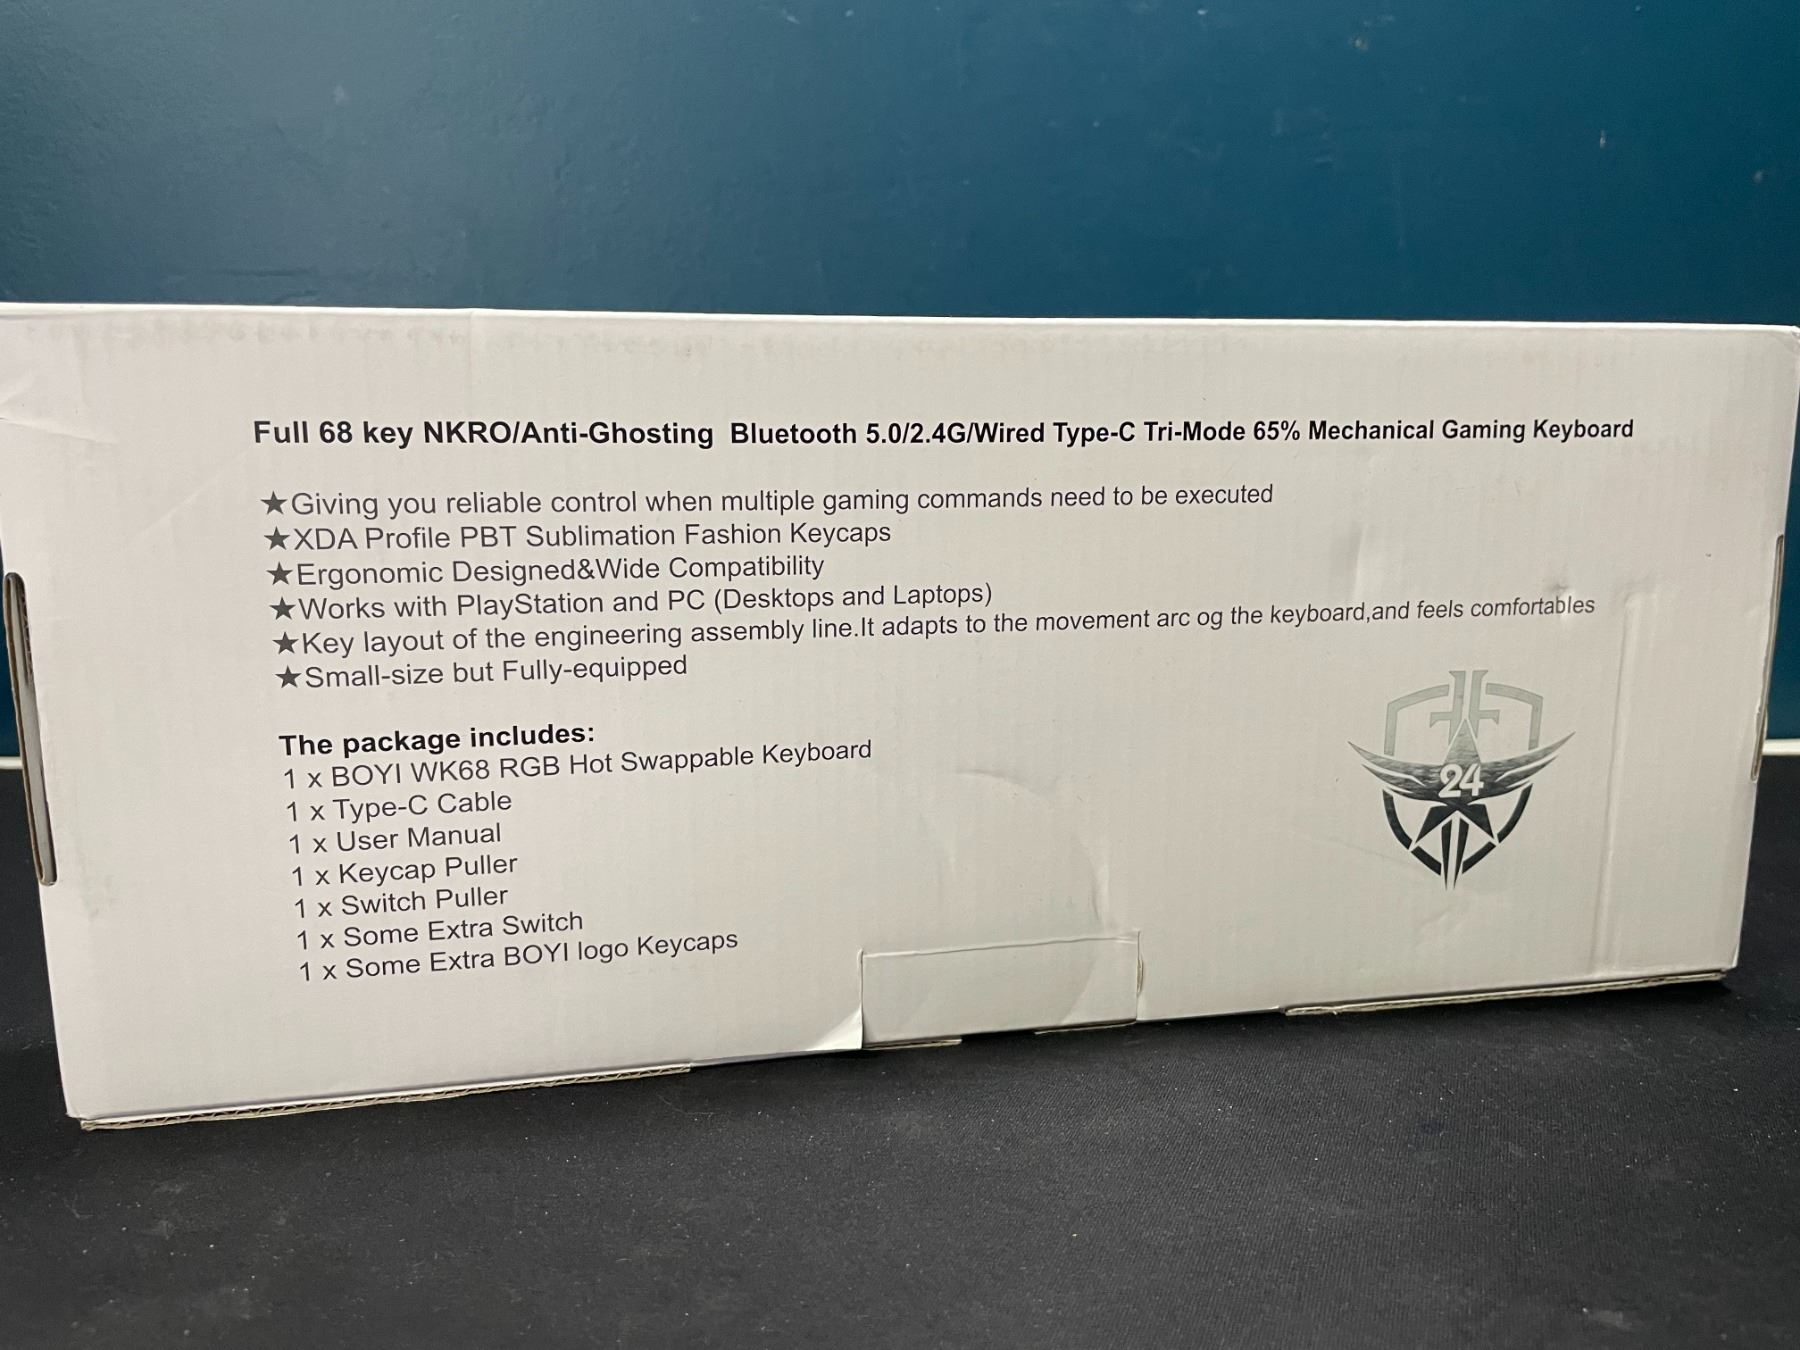 Full 68 key NKRO/Anti-Ghosting Bluetooth 5.0/2.4G/Wired Type-C Tri-Mode 65% Mechanical Gaming Keyboard
★Giving you reliable control when multiple gaming commands need to be executed
★XDA Profile PBT Sublimation Fashion Keycaps
★Ergonomic Designed&Wide Compatibility
★Works with PlayStation and PC (Desktops and Laptops)
★Key layout of the engineering assembly line.It adapts to the movement arc og the keyboard,and feels comfortables
★Small-size but Fully-equipped
The package includes:
1 x BOYI WK68 RGB Hot Swappable Keyboard
1 x Type-C Cable
1 x User Manual
1 x Keycap Puller
1 x Switch Puller
1 x Some Extra Switch
1 x Some Extra BOYI logo Keycaps
24